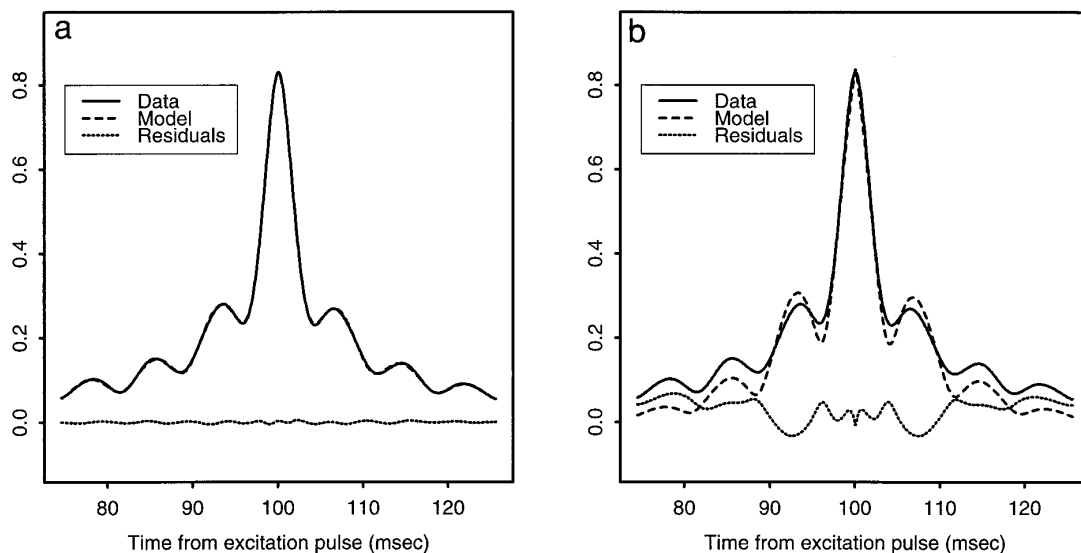 a
Data
Model
Residuals
0.8
0.6
0.4
0.2
0.0
80
90
100
110
120
Time from excitation pulse (msec)
b
Data
Model
Residuals
0.8
0.6
0.4
0.2
0.0
80
90
100
110
120
Time from excitation pulse (msec)